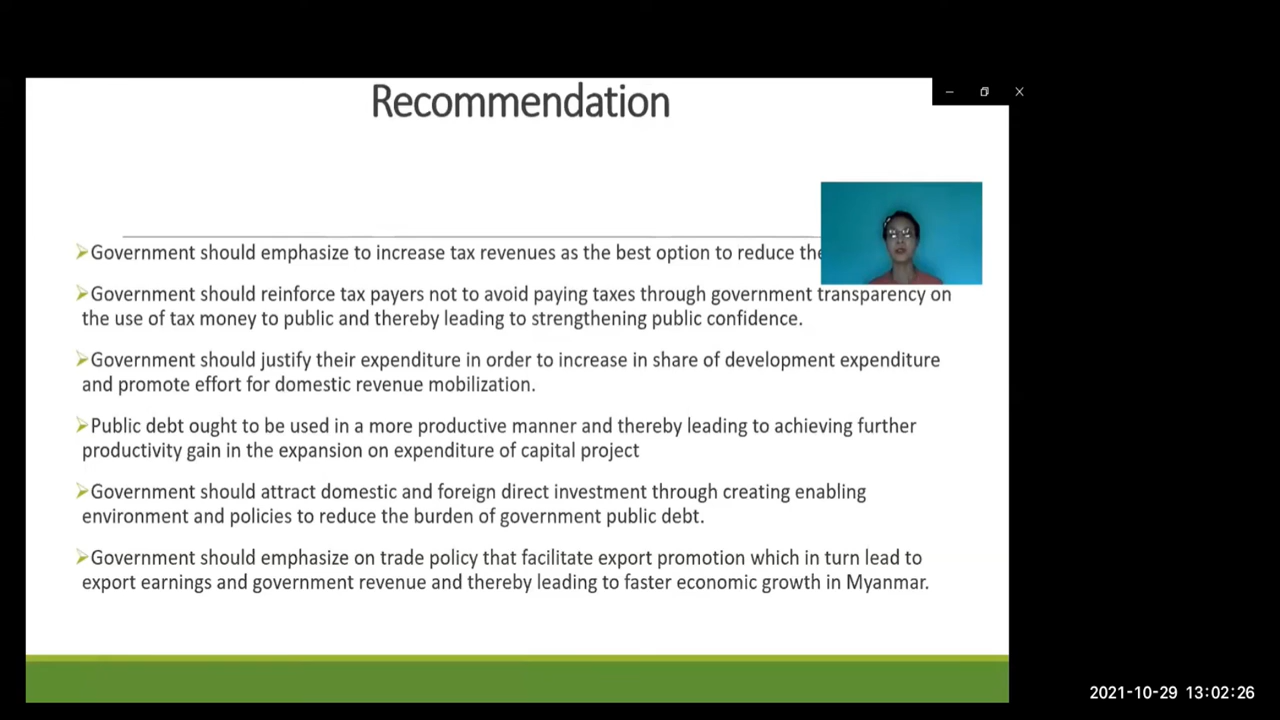 Recommendation
➢Government should emphasize to increase tax revenues as the best option to reduce the
➢Government should reinforce tax payers not to avoid paying taxes through government transparency on
the use of tax money to public and thereby leading to strengthening public confidence.
➢Government should justify their expenditure in order to increase in share of development expenditure
and promote effort for domestic revenue mobilization.
➢Public debt ought to be used in a more productive manner and thereby leading to achieving further
productivity gain in the expansion on expenditure of capital project
➢Government should attract domestic and foreign direct investment through creating enabling
environment and policies to reduce the burden of government public debt.
➢Government should emphasize on trade policy that facilitate export promotion which in turn lead to
export earnings and government revenue and thereby leading to faster economic growth in Myanmar.
2021-10-29 13:02:26